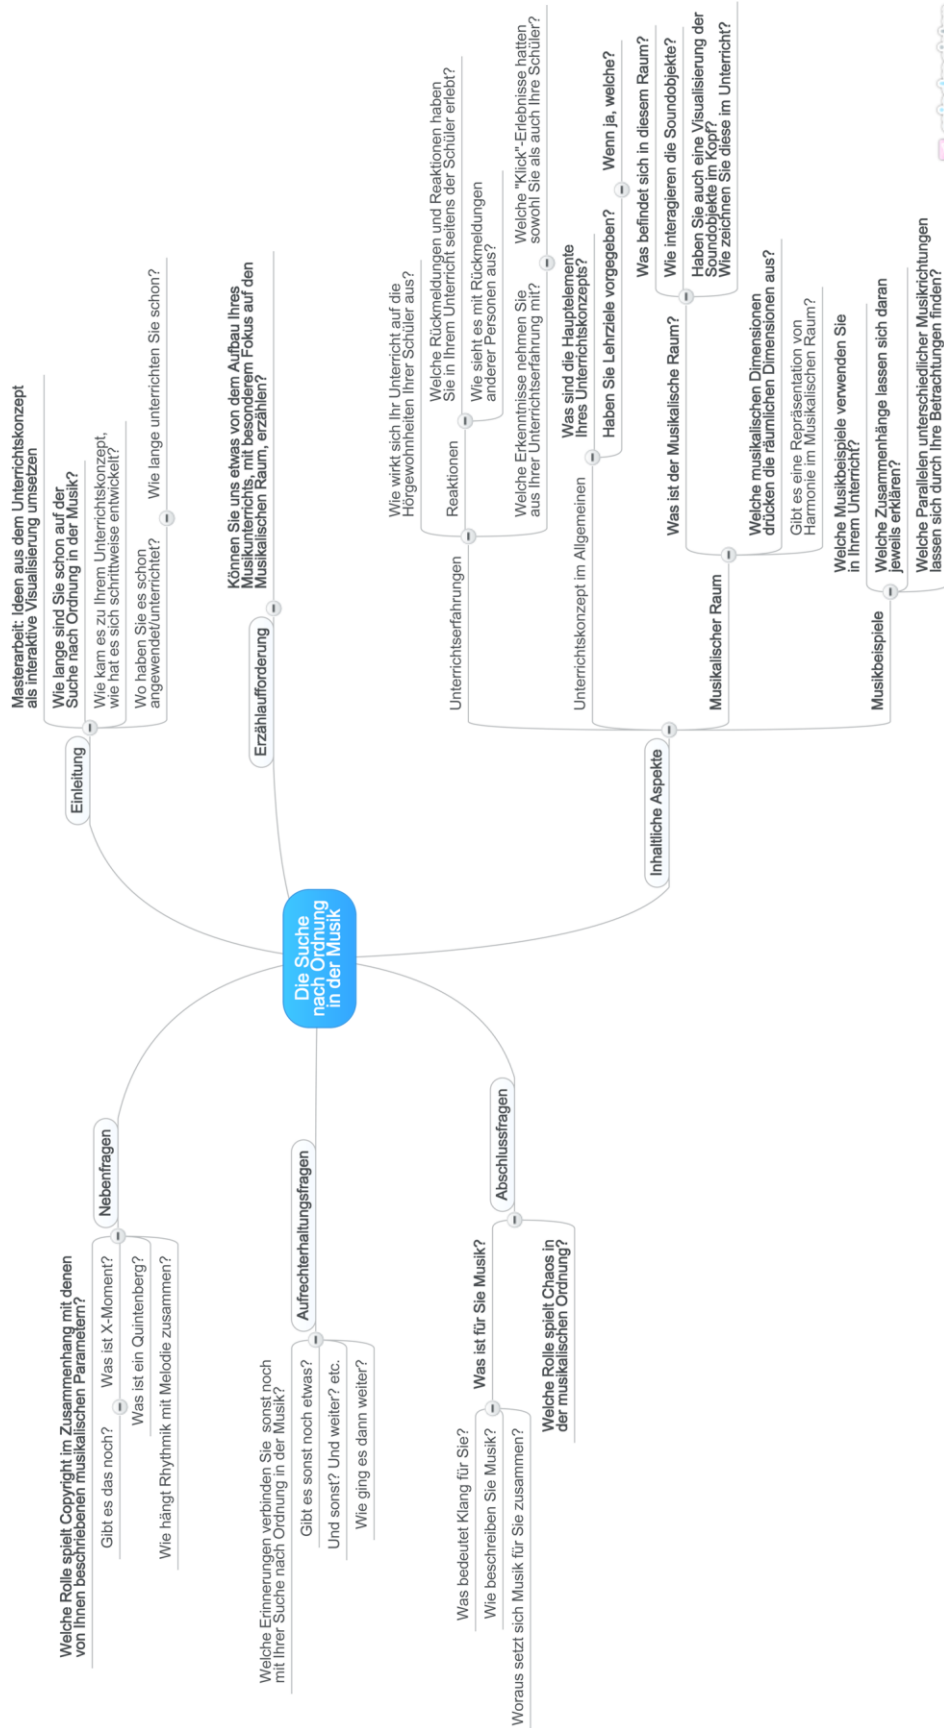 Die Suche
nach Ordnung
in der Musik
Einleitung
Masterarbeit: Ideen aus dem Unterrichtskonzept
als interaktive Visualisierung umsetzen
Wie lange sind Sie schon auf der
Suche nach Ordnung in der Musik?
Wie kam es zu Ihrem Unterrichtskonzept,
wie hat es sich schrittweise entwickelt?
Wo haben Sie es schon
angewendet/unterrichtet?
Wie lange unterrichten Sie schon?
Erzählaufforderung
Können Sie uns etwas von dem Aufbau Ihres
Musikunterrichts, mit besonderem Fokus auf den
Musikalischen Raum, erzählen?
Inhaltliche Aspekte
Unterrichtserfahrungen
Wie wirkt sich Ihr Unterricht auf die
Hörgewohnheiten Ihrer Schüler aus?
Reaktionen
Welche Rückmeldungen und Reaktionen haben
Sie in Ihrem Unterricht seitens der Schüler erlebt?
Wie sieht es mit Rückmeldungen
anderer Personen aus?
Welche Erkenntnisse nehmen Sie
aus Ihrer Unterrichtserfahrung mit?
Welche "Klick"-Erlebnisse hatten
sowohl Sie als auch Ihre Schüler?
Unterrichtskonzept im Allgemeinen
Was sind die Hauptelemente
Ihres Unterrichtskonzepts?
Haben Sie Lehrziele vorgegeben?
Wenn ja, welche?
Musikalischer Raum
Was ist der Musikalische Raum?
Was befindet sich in diesem Raum?
Wie interagieren die Soundobjekte?
Haben Sie auch eine Visualisierung der
Soundobjekte im Kopf?
Wie zeichnen Sie diese im Unterricht?
Welche musikalischen Dimensionen
drücken die räumlichen Dimensionen aus?
Gibt es eine Repräsentation von
Harmonie im Musikalischen Raum?
Musikbeispiele
Welche Musikbeispiele verwenden Sie
in Ihrem Unterricht?
Welche Zusammenhänge lassen sich daran
jeweils erklären?
Welche Parallelen unterschiedlicher Musikrichtungen
lassen sich durch Ihre Betrachtungen finden?
Nebenfragen
Welche Rolle spielt Copyright im Zusammenhang mit denen
von Ihnen beschriebenen musikalischen Parametern?
Was ist X-Moment?
Gibt es das noch?
Was ist ein Quintenberg?
Wie hängt Rhythmik mit Melodie zusammen?
Aufrechterhaltungsfragen
Welche Erinnerungen verbinden Sie sonst noch
mit Ihrer Suche nach Ordnung in der Musik?
Gibt es sonst noch etwas?
Und sonst? Und weiter? etc.
Wie ging es dann weiter?
Abschlussfragen
Was ist für Sie Musik?
Was bedeutet Klang für Sie?
Wie beschreiben Sie Musik?
Woraus setzt sich Musik für Sie zusammen?
Welche Rolle spielt Chaos in
der musikalischen Ordnung?